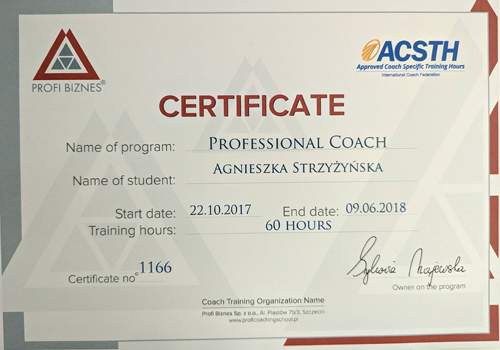 PROFI BIZNES®
ACSTH
Approved Coach Specific Training Hours
International Coach Federation
CERTIFICATE
Name of program: PROFESSIONAL COACH
Name of student: AGNIESZKA STRZYŻYŃSKA
Start date: 22.10.2017 End date: 09.06.2018
Training hours: 60 HOURS
Certificate no° 1166
Sylwia Majewska
Owner on the program
Coach Training Organization Name
Profi Biznes Sp. z o.o., Al. Piastów 75/3, Szczecin
www.proficoachingschool.pl